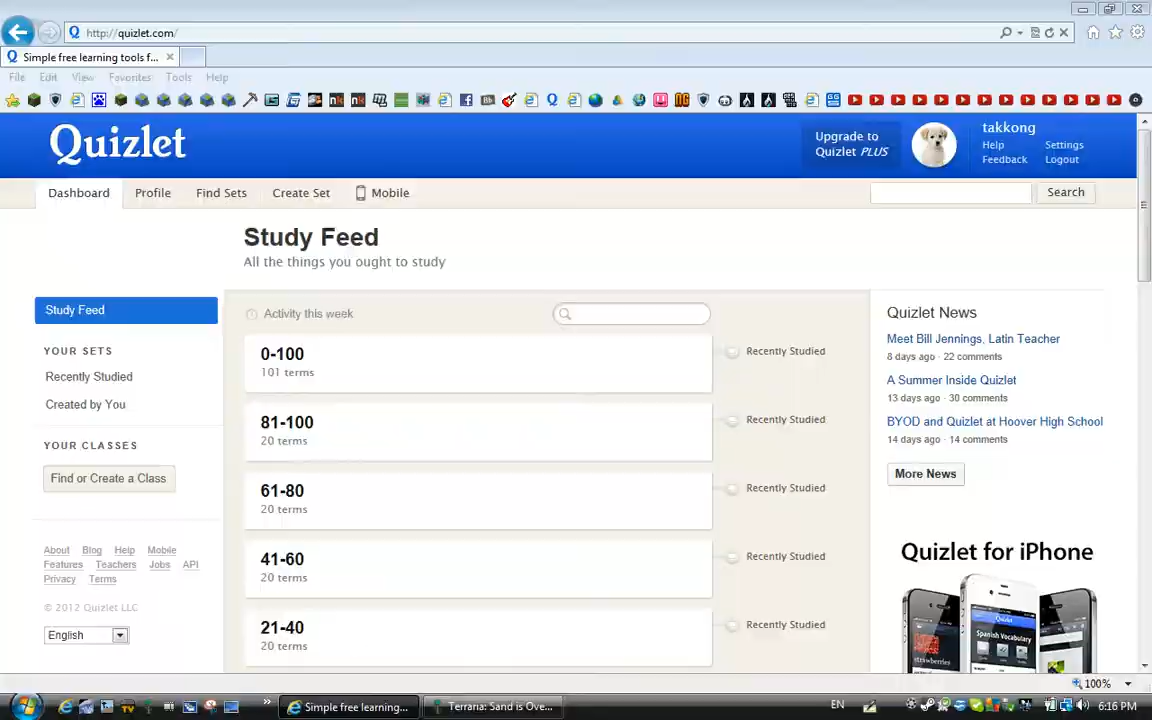 http://quizlet.com/
Simple free learning tools f...
File Edit View Favorites Tools Help
Quizlet
Upgrade to
Quizlet PLUS
takkong
Help Settings
Feedback Logout
Dashboard Profile Find Sets Create Set Mobile Search
Study Feed
All the things you ought to study
Study Feed
YOUR SETS
Recently Studied
Created by You
YOUR CLASSES
Find or Create a Class
About Blog Help Mobile
Features Teachers Jobs API
Privacy Terms
© 2012 Quizlet LLC
English
Activity this week
0-100
101 terms
Recently Studied
81-100
20 terms
Recently Studied
61-80
20 terms
Recently Studied
41-60
20 terms
Recently Studied
21-40
20 terms
Recently Studied
Quizlet News
Meet Bill Jennings, Latin Teacher
8 days ago · 22 comments
A Summer Inside Quizlet
13 days ago · 30 comments
BYOD and Quizlet at Hoover High School
14 days ago · 14 comments
More News
Quizlet for iPhone
Quizlet
Spanish Vocabulary
strawberries
100%
Simple free learning... Terraria: Sand is Ove... EN 6:16 PM